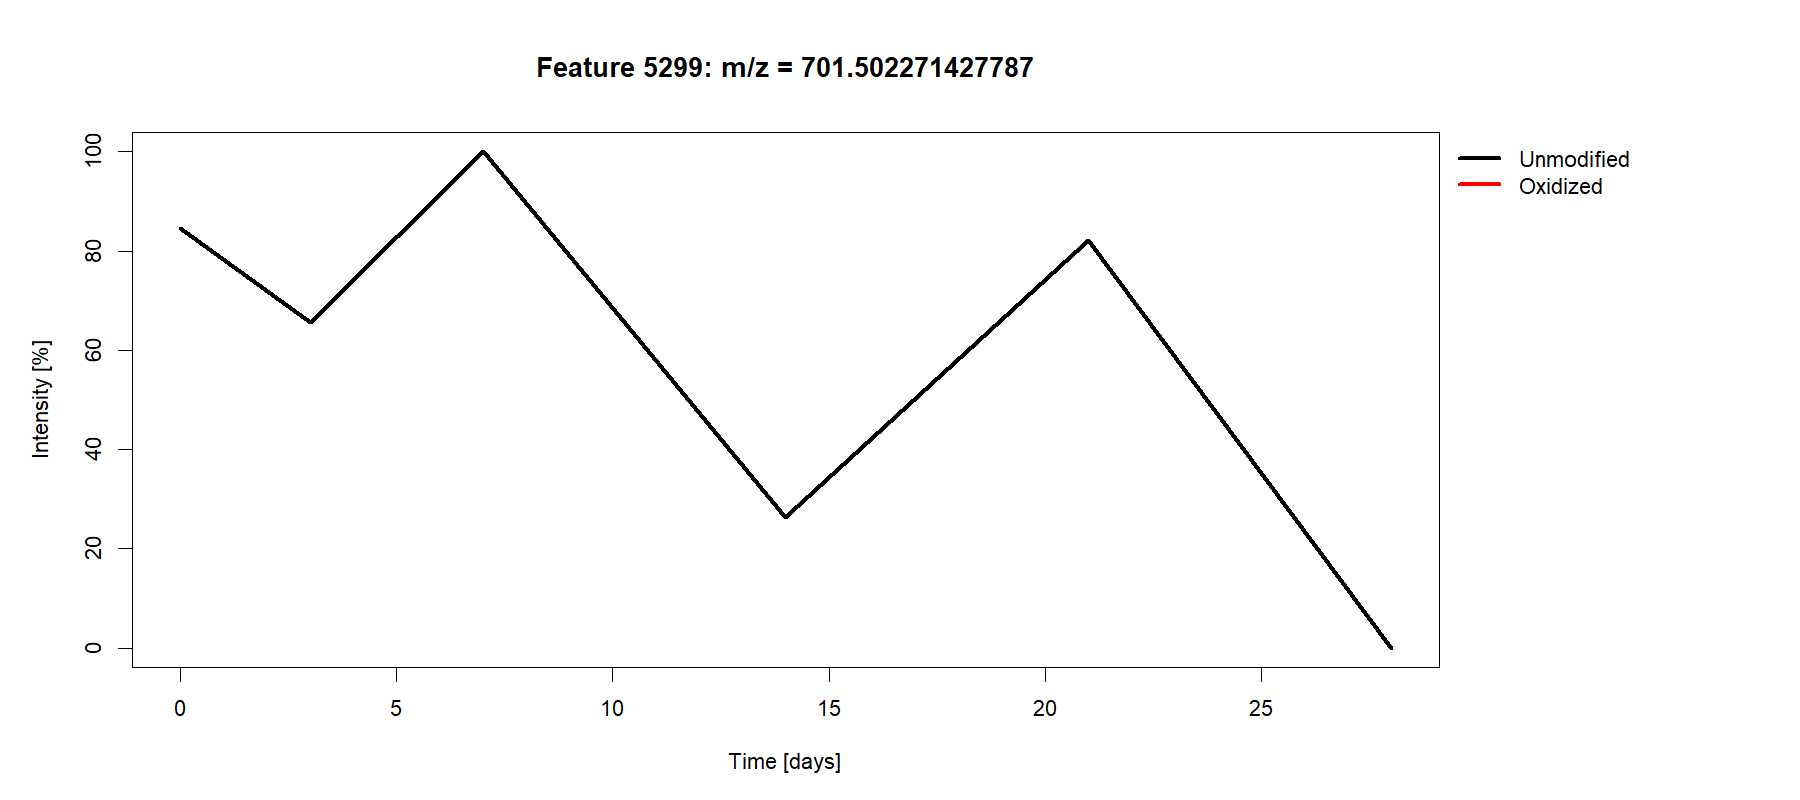 Feature 5299: m/z = 701.502271427787
Unmodified
Oxidized
Intensity [%]
100
80
60
40
20
0
0 5 10 15 20 25
Time [days]